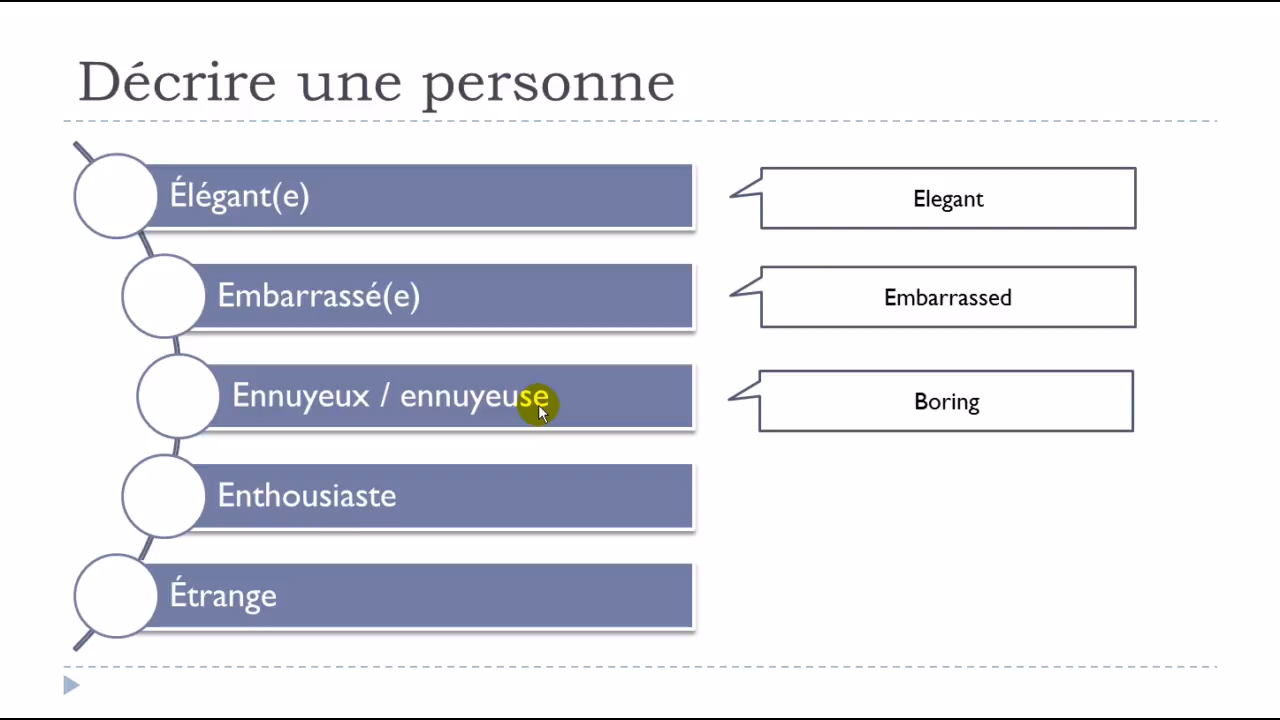 Décrire une personne
Élégant(e)
Elegant
Embarrassé(e)
Embarrassed
Ennuyeux / ennuyeuse
Boring
Enthousiaste
Étrange